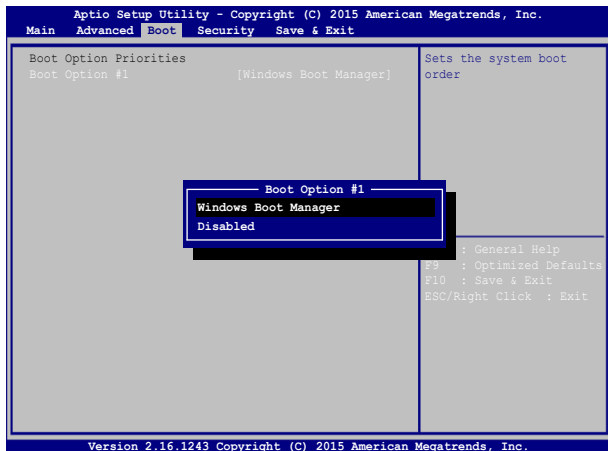 Aptio Setup Utility - Copyright (C) 2015 American Megatrends, Inc.
Main Advanced Boot Security Save & Exit
Boot Option Priorities
Boot Option #1 [Windows Boot Manager]
Sets the system boot
order
Boot Option #1
Windows Boot Manager
Disabled
: General Help
F9 : Optimized Defaults
F10 : Save & Exit
ESC/Right Click : Exit
Version 2.16.1243 Copyright (C) 2015 American Megatrends, Inc.